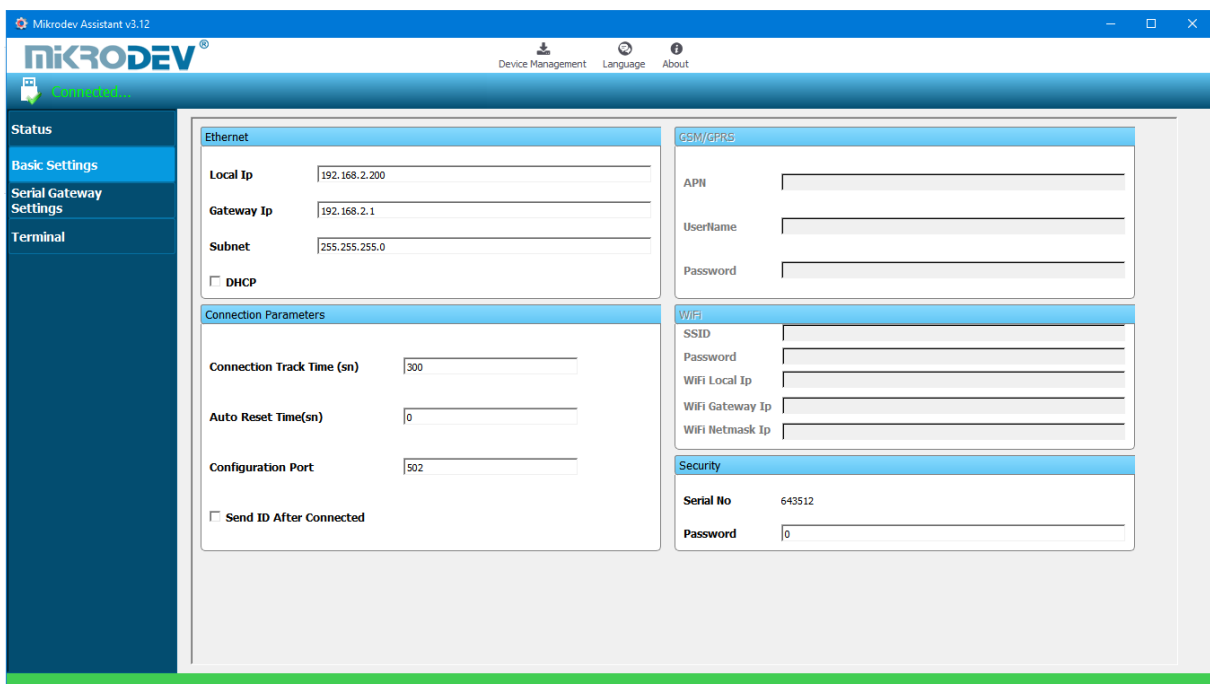 Mikrodev Assistant v3.12
MiKRODEV®
Device Management
Language
About
Connected...
Status
Basic Settings
Serial Gateway
Settings
Terminal
Ethernet
Local Ip
192.168.2.200
Gateway Ip
192.168.2.1
Subnet
255.255.255.0
DHCP
Connection Parameters
Connection Track Time (sn)
300
Auto Reset Time(sn)
0
Configuration Port
502
Send ID After Connected
GSM/GPRS
APN
UserName
Password
WiFi
SSID
Password
WiFi Local Ip
WiFi Gateway Ip
WiFi Netmask Ip
Security
Serial No
643512
Password
0